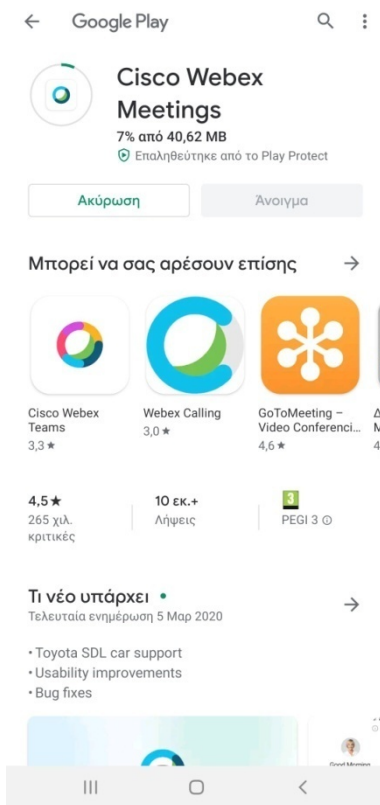 Google Play
Cisco Webex
Meetings
7% από 40,62 MB
Επαληθεύτηκε από το Play Protect
Ακύρωση
Άνοιγμα
Μπορεί να σας αρέσουν επίσης
Cisco Webex
Teams
3,3 ★
Webex Calling
3,0 ★
GoToMeeting –
Video Conferenci...
4,6 ★
4,5 ★
265 χιλ.
κριτικές
10 εκ.+
Λήψεις
3
PEGI 3
Τι νέο υπάρχει
Τελευταία ενημέρωση 5 Μαρ 2020
• Toyota SDL car support
• Usability improvements
• Bug fixes
Good Morning